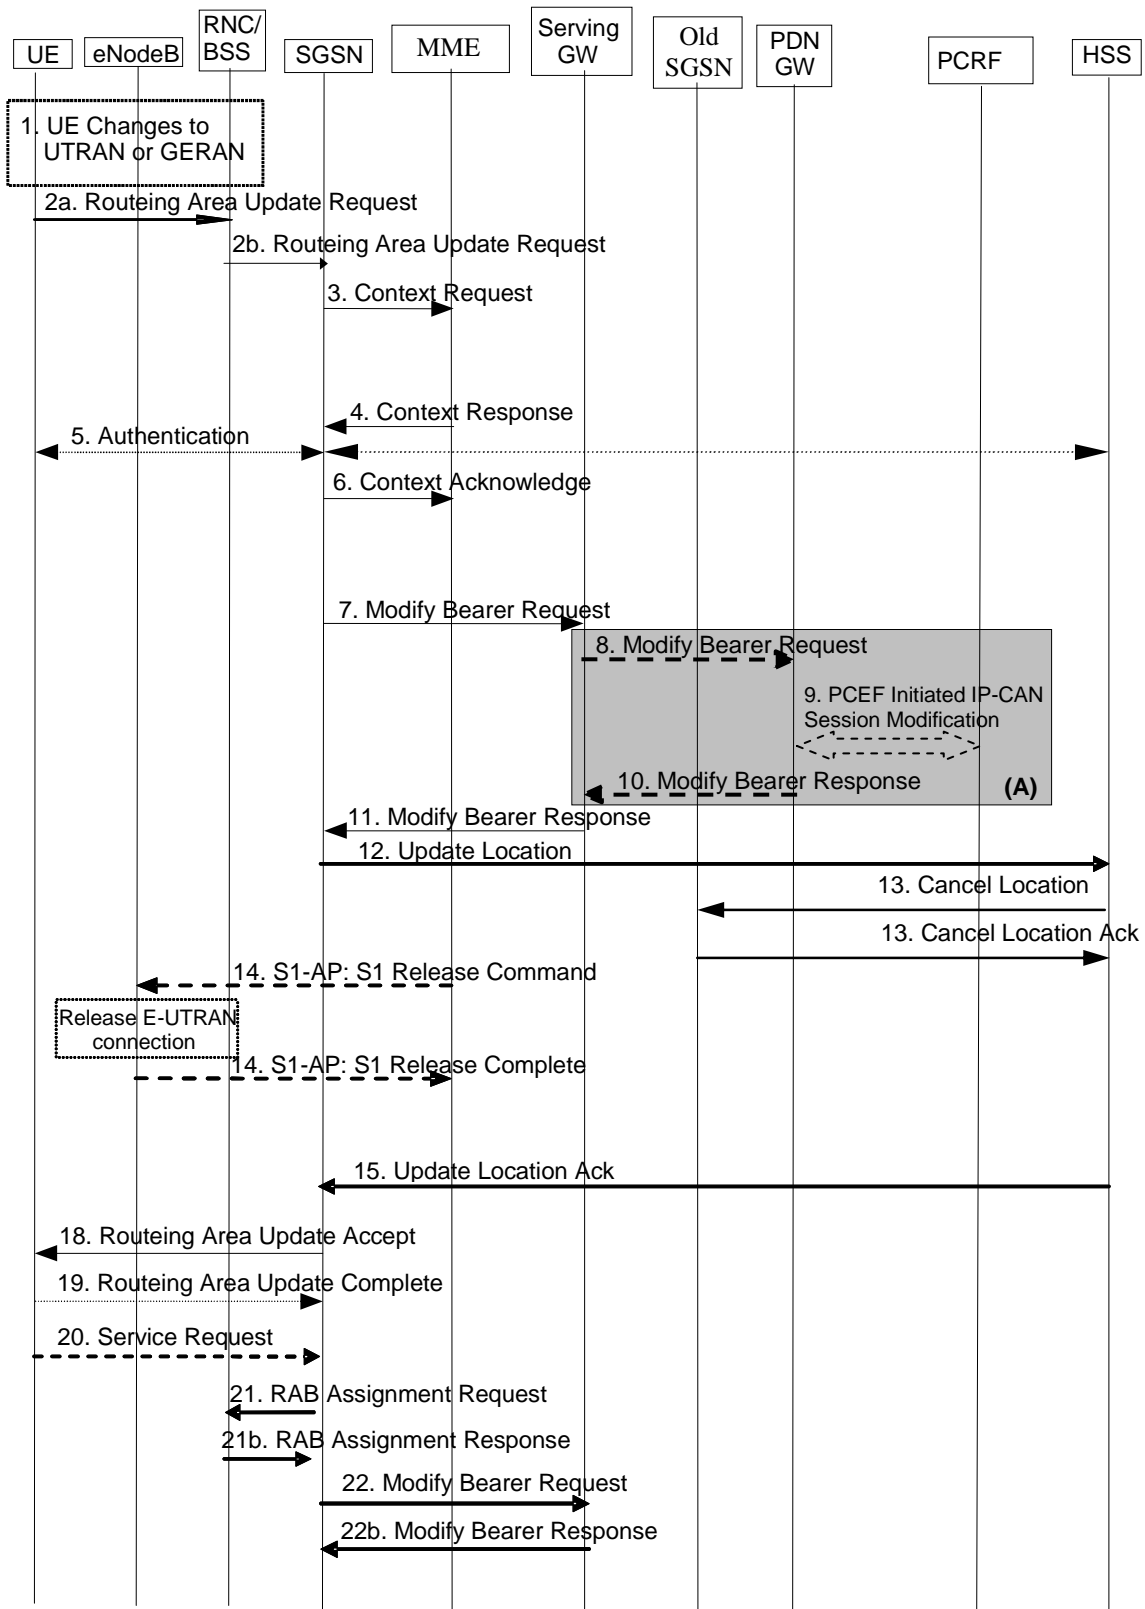 UE
eNodeB
RNC/
BSS
SGSN
MME
Serving
GW
Old
SGSN
PDN
GW
PCRF
HSS
1. UE Changes to
UTRAN or GERAN
2a. Routeing Area Update Request
2b. Routeing Area Update Request
3. Context Request
4. Context Response
5. Authentication
6. Context Acknowledge
7. Modify Bearer Request
8. Modify Bearer Request
9. PCEF Initiated IP-CAN
Session Modification
10. Modify Bearer Response
(A)
11. Modify Bearer Response
12. Update Location
13. Cancel Location
13. Cancel Location Ack
14. S1-AP: S1 Release Command
Release E-UTRAN
connection
14. S1-AP: S1 Release Complete
15. Update Location Ack
18. Routeing Area Update Accept
19. Routeing Area Update Complete
20. Service Request
21. RAB Assignment Request
21b. RAB Assignment Response
22. Modify Bearer Request
22b. Modify Bearer Response